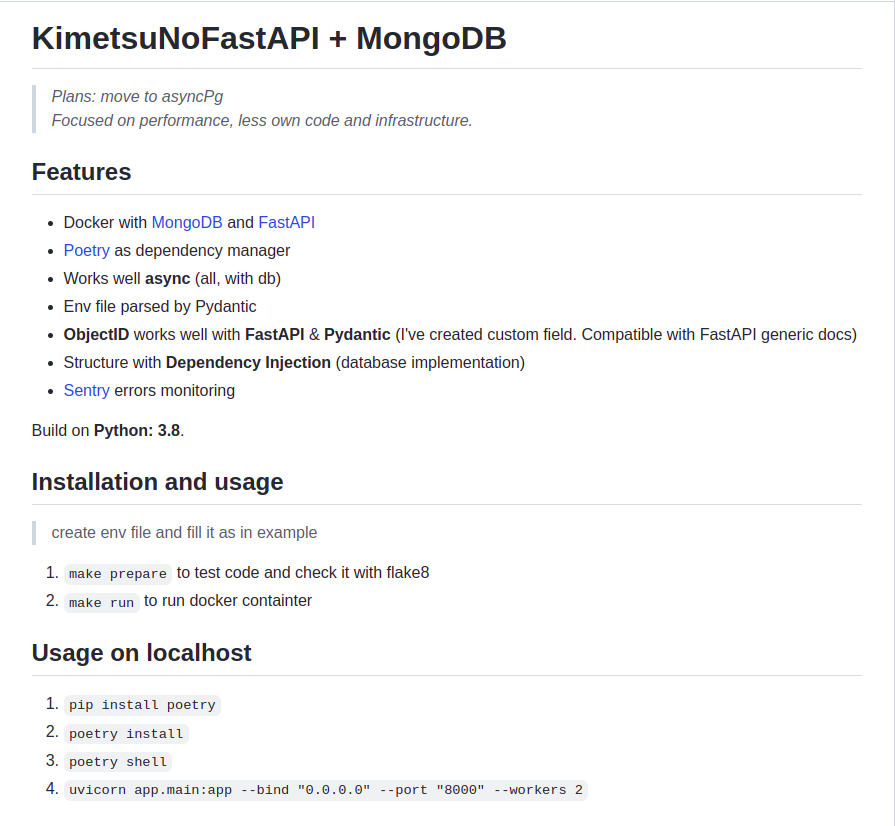 KimetsuNoFastAPI + MongoDB
Plans: move to asyncPg
Focused on performance, less own code and infrastructure.
Features
• Docker with MongoDB and FastAPI
• Poetry as dependency manager
• Works well async (all, with db)
• Env file parsed by Pydantic
• ObjectID works well with FastAPI & Pydantic (I've created custom field. Compatible with FastAPI generic docs)
• Structure with Dependency Injection (database implementation)
• Sentry errors monitoring
Build on Python: 3.8.
Installation and usage
create env file and fill it as in example
1. make prepare to test code and check it with flake8
2. make run to run docker containter
Usage on localhost
1. pip install poetry
2. poetry install
3. poetry shell
4. uvicorn app.main:app --bind "0.0.0.0" --port "8000" --workers 2